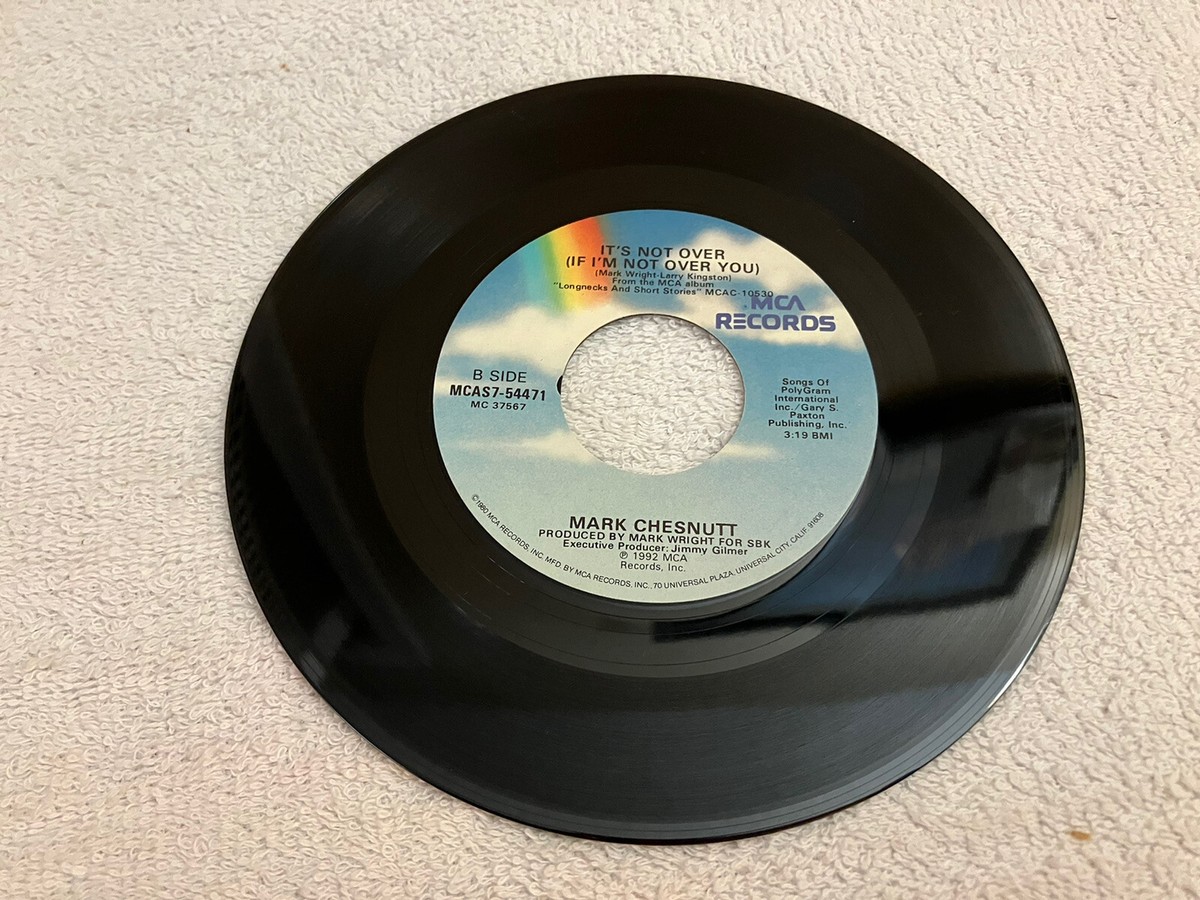 IT'S NOT OVER
(IF I'M NOT OVER YOU)
(Mark Wright-Larry Kingston)
From the MCA album
"Longnecks And Short Stories" MCAC-10530
MCA
RECORDS
B SIDE
MCAS7-54471
MC 37567
Songs Of
PolyGram
International
Inc./Gary S.
Paxton
Publishing, Inc.
3:19 BMI
MARK CHESNUTT
PRODUCED BY MARK WRIGHT FOR SBK
Executive Producer: Jimmy Gilmer
℗ 1992 MCA
Records, Inc.
©1980 MCA RECORDS, INC. MFD. BY MCA RECORDS, INC., 70 UNIVERSAL PLAZA, UNIVERSAL CITY, CALIF. 91608